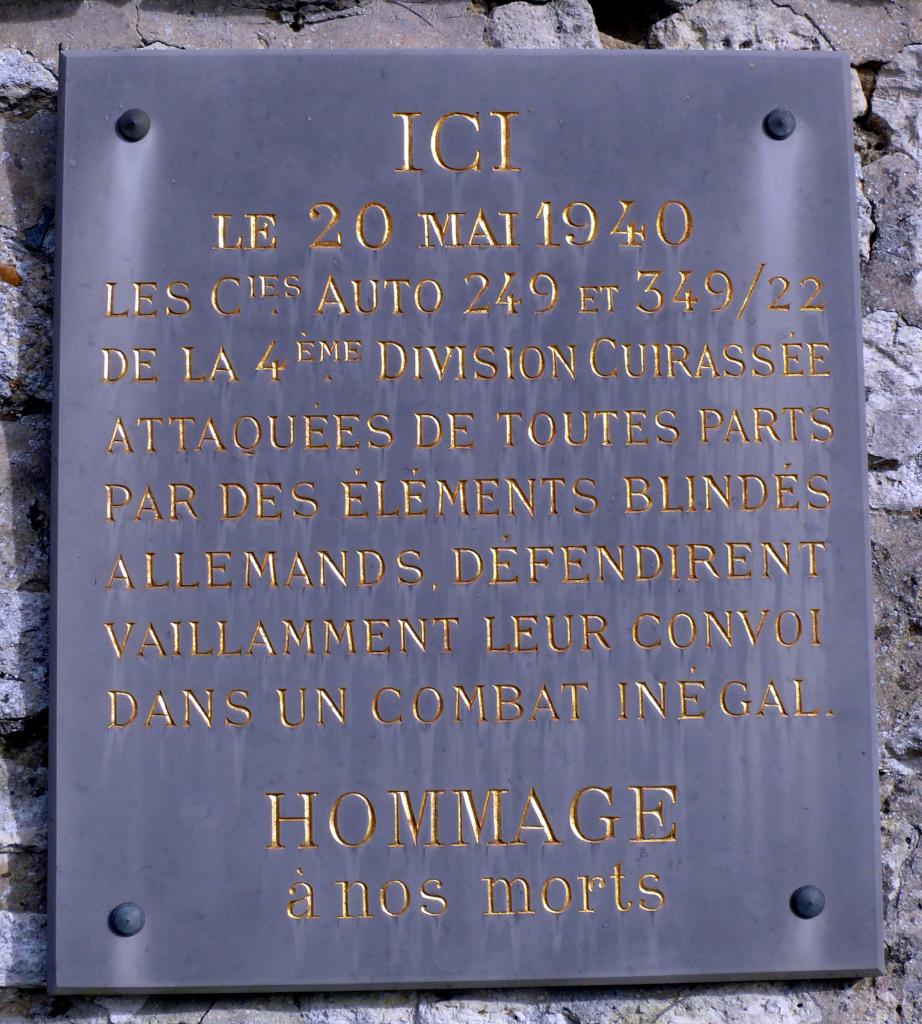 ICI
LE 20 MAI 1940
LES CIES AUTO 249 ET 349/22
DE LA 4ÈME DIVISION CUIRASSÉE
ATTAQUÉES DE TOUTES PARTS
PAR DES ÉLÉMENTS BLINDÉS
ALLEMANDS, DÉFENDIRENT
VAILLAMMENT LEUR CONVOI
DANS UN COMBAT INÉGAL.
HOMMAGE
à nos morts